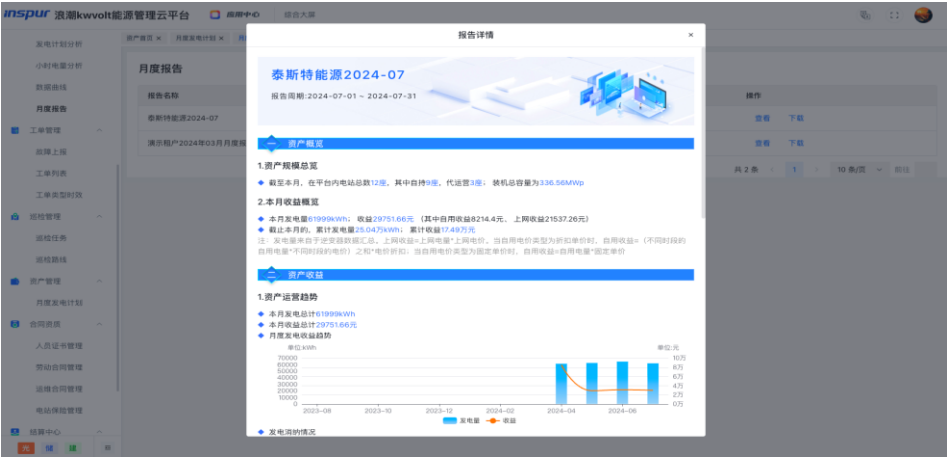 inspur 浪潮kwvolt能源管理云平台
应用中心
综合大屏
发电计划分析
小时电量分析
数据曲线
月度报告
工单管理
故障上报
工单列表
工单类型时效
巡检管理
巡检任务
巡检路线
资产管理
月度发电计划
合同资质
人员证书管理
劳动合同管理
运维合同管理
电站保险管理
结算中心
光
储
资产首页 ×
月度发电计划 ×
月度报告
报告名称
操作
泰斯特能源2024-07
查看 下载
演示租户2024年03月月度报
查看 下载
共 2 条
1
10 条/页
前往
报告详情
×
泰斯特能源2024-07
报告周期:2024-07-01 ~ 2024-07-31
一 资产概览
1.资产规模总览
截至本月，在平台内电站总数12座，其中自持9座，代运营3座；装机总容量为336.56MWp
2.本月收益概览
本月发电量61999kWh；收益29751.66元（其中自用收益8214.4元、上网收益21537.26元）
截止本月的，累计发电量25.04万kWh；累计收益17.49万元
注：发电量来自于逆变器数据汇总。上网收益=上网电量*上网电价。当自用电价类型为折扣单价时，自用收益=（不同时段的
自用电量*不同时段的电价）之和*电价折扣；当自用电价类型为固定单价时，自用收益=自用电量*固定单价
二 资产收益
1.资产运营趋势
本月发电总计61999kWh
本月收益总计29751.66元
月度发电收益趋势
单位:kWh
单位:元
70000
60000
50000
40000
30000
20000
10000
0
10万
8万
6万
4万
2万
0万
2023-08
2023-10
2023-12
2024-02
2024-04
2024-06
发电量
收益
发电消纳情况